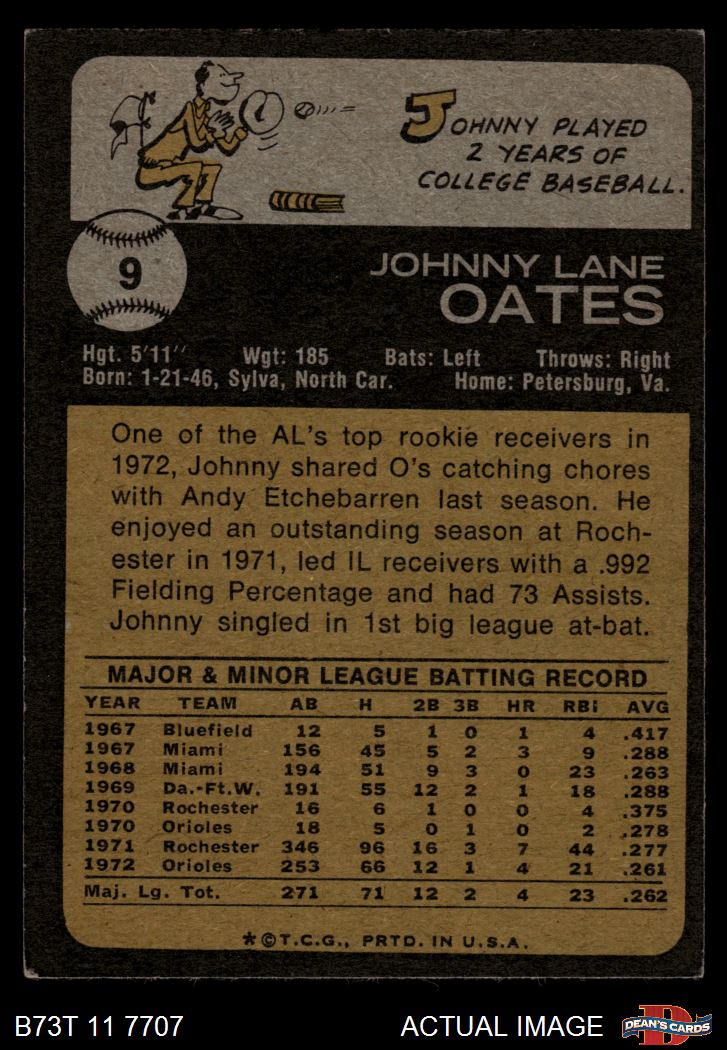 JOHNNY PLAYED
2 YEARS OF
COLLEGE BASEBALL.
9
JOHNNY LANE
OATES
Hgt. 5'11" Wgt: 185 Bats: Left Throws: Right
Born: 1-21-46, Sylva, North Car. Home: Petersburg, Va.
One of the AL's top rookie receivers in
1972, Johnny shared O's catching chores
with Andy Etchebarren last season. He
enjoyed an outstanding season at Roch-
ester in 1971, led IL receivers with a .992
Fielding Percentage and had 73 Assists.
Johnny singled in 1st big league at-bat.
MAJOR & MINOR LEAGUE BATTING RECORD
YEAR TEAM AB H 2B 3B HR RBI AVG
1967 Bluefield 12 5 1 0 1 4 .417
1967 Miami 156 45 5 2 3 9 .288
1968 Miami 194 51 9 3 0 23 .263
1969 Da.-Ft.W. 191 55 12 2 1 18 .288
1970 Rochester 16 6 1 0 0 4 .375
1970 Orioles 18 5 0 1 0 2 .278
1971 Rochester 346 96 16 3 7 44 .277
1972 Orioles 253 66 12 1 4 21 .261
Maj. Lg. Tot. 271 71 12 2 4 23 .262
*©T.C.G., PRTD. IN U.S.A.
B73T 11 7707 ACTUAL IMAGE D DEAN'S CARDS